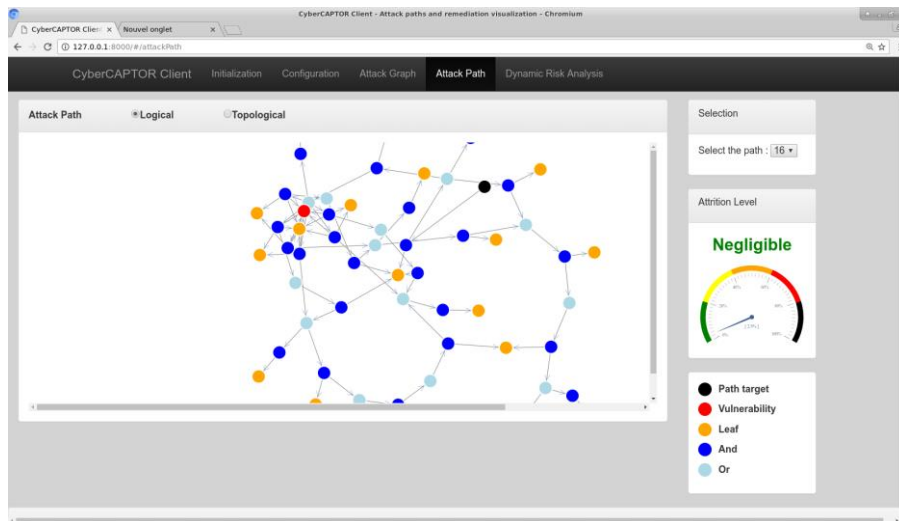 CyberCAPTOR Client - Attack paths and remediation visualization - Chromium
CyberCAPTOR Clien × Nouvel onglet ×
127.0.0.1:8000/#/attackPath
CyberCAPTOR Client Initialization Configuration Attack Graph Attack Path Dynamic Risk Analysis
Attack Path Logical Topological
Selection
Select the path : 16
Attrition Level
Negligible
Path target
Vulnerability
Leaf
And
Or